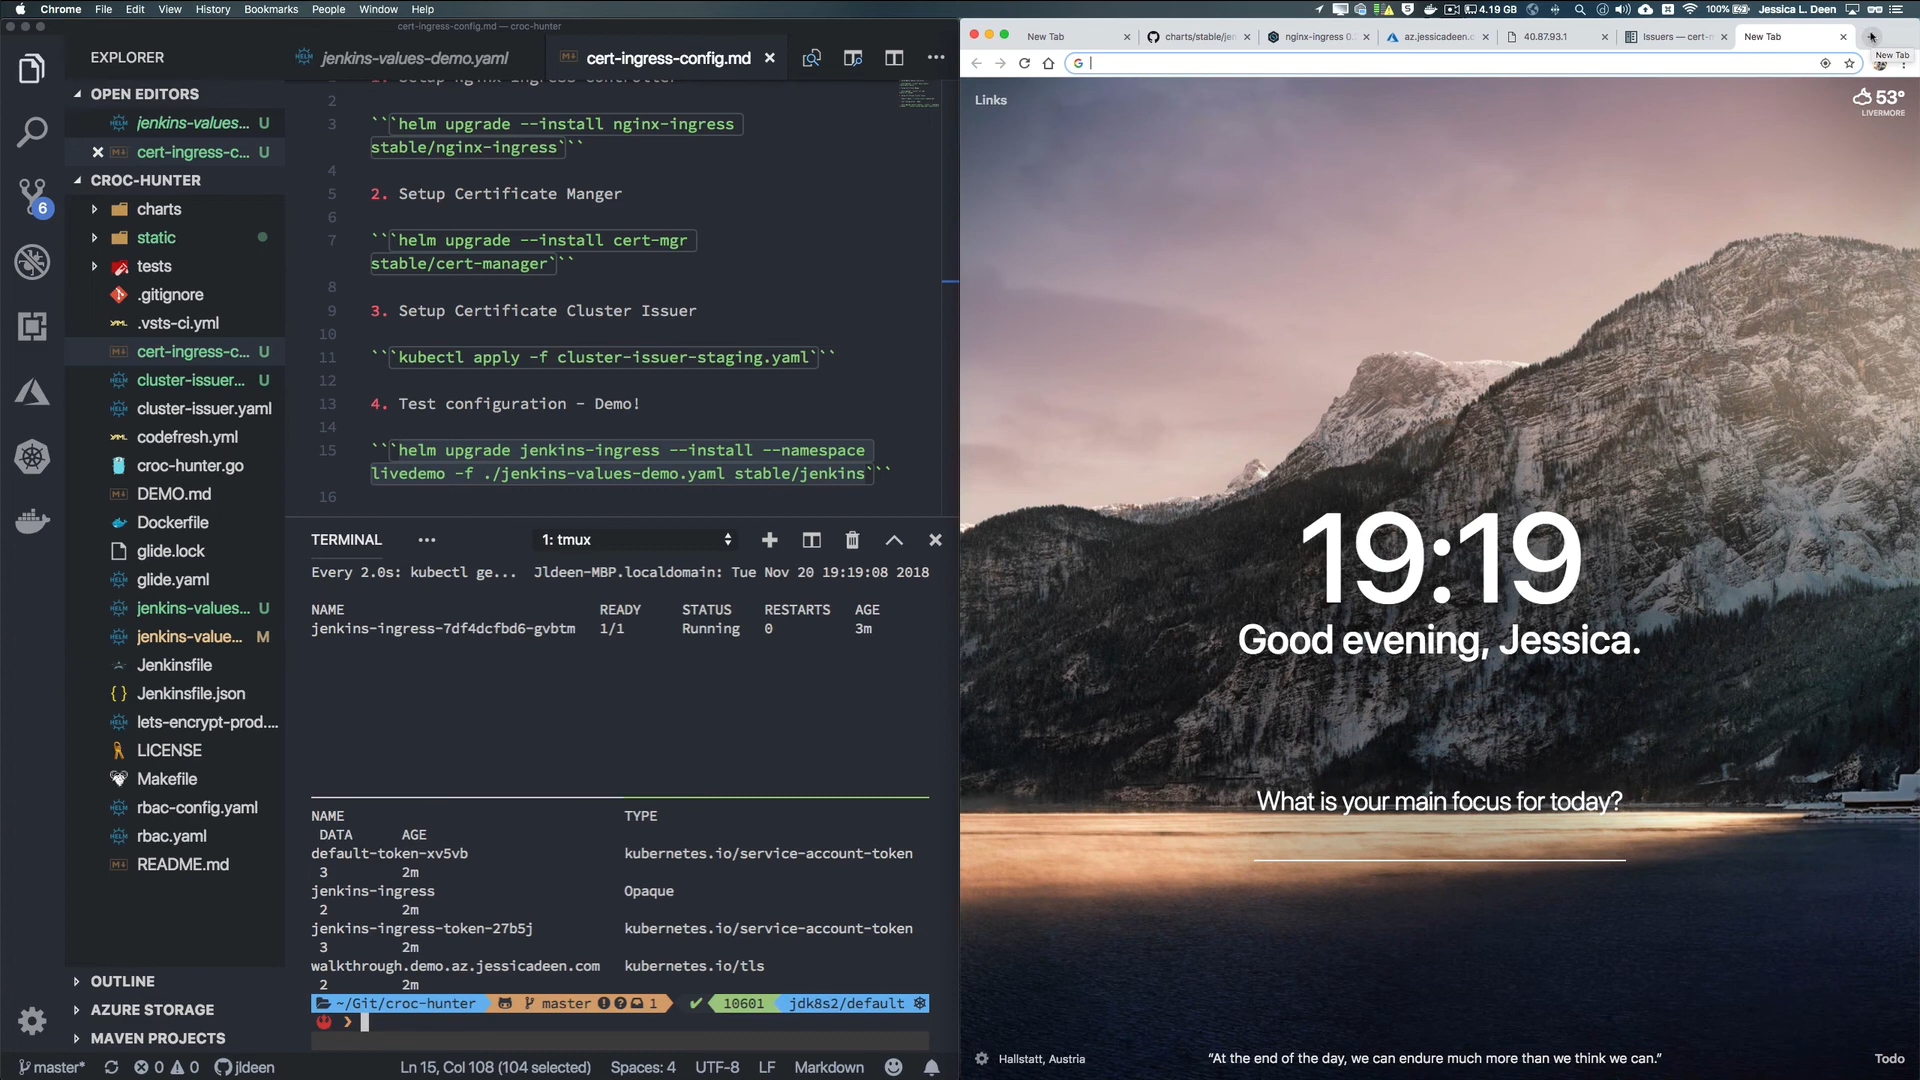 Chrome File Edit View History Bookmarks People Window Help
4.19 GB 100% Jessica L. Deen
cert-ingress-config.md — croc-hunter
EXPLORER
jenkins-values-demo.yaml
cert-ingress-config.md
OPEN EDITORS
jenkins-values... U
cert-ingress-c... U
CROC-HUNTER
charts
static
tests
.gitignore
.vsts-ci.yml
cert-ingress-c... U
cluster-issuer... U
cluster-issuer.yaml
codefresh.yml
croc-hunter.go
DEMO.md
Dockerfile
glide.lock
glide.yaml
jenkins-values... U
jenkins-value... M
Jenkinsfile
Jenkinsfile.json
lets-encrypt-prod....
LICENSE
Makefile
rbac-config.yaml
rbac.yaml
README.md
OUTLINE
AZURE STORAGE
MAVEN PROJECTS
6
2
3 ```helm upgrade --install nginx-ingress
stable/nginx-ingress```
4
5 2. Setup Certificate Manger
6
7 ```helm upgrade --install cert-mgr
stable/cert-manager```
8
9 3. Setup Certificate Cluster Issuer
10
11 ```kubectl apply -f cluster-issuer-staging.yaml```
12
13 4. Test configuration - Demo!
14
15 ```helm upgrade jenkins-ingress --install --namespace
livedemo -f ./jenkins-values-demo.yaml stable/jenkins```
16
TERMINAL ... 1: tmux
Every 2.0s: kubectl ge... Jldeen-MBP.localdomain: Tue Nov 20 19:19:08 2018
NAME READY STATUS RESTARTS AGE
jenkins-ingress-7df4dcfbd6-gvbtm 1/1 Running 0 3m
NAME TYPE
DATA AGE
default-token-xv5vb kubernetes.io/service-account-token
3 2m
jenkins-ingress Opaque
2 2m
jenkins-ingress-token-27b5j kubernetes.io/service-account-token
3 2m
walkthrough.demo.az.jessicadeen.com kubernetes.io/tls
2 2m
~/Git/croc-hunter master 1 ✔ 10601 jdk8s2/default
master* 0 0 jldeen Ln 15, Col 108 (104 selected) Spaces: 4 UTF-8 LF Markdown
New Tab charts/stable/jen nginx-ingress 0. az.jessicadeen.c 40.87.93.1 Issuers — cert-m New Tab
New Tab
Links
53°
LIVERMORE
19:19
Good evening, Jessica.
What is your main focus for today?
Hallstatt, Austria
“At the end of the day, we can endure much more than we think we can.”
Todo